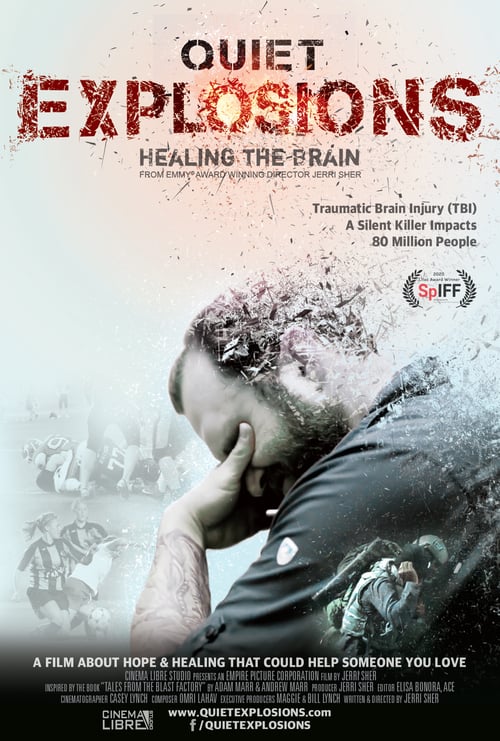 QUIET
EXPLOSIONS
HEALING THE BRAIN
FROM EMMY® AWARD WINNING DIRECTOR JERRI SHER
Traumatic Brain Injury (TBI)
A Silent Killer Impacts
80 Million People
2020
Award Winner
SpIFF
A FILM ABOUT HOPE & HEALING THAT COULD HELP SOMEONE YOU LOVE
CINEMA LIBRE STUDIO PRESENTS AN EMPIRE PICTURE CORPORATION FILM BY JERRI SHER
INSPIRED BY THE BOOK "TALES FROM THE BLAST FACTORY" BY ADAM MARR & ANDREW MARR PRODUCER JERRI SHER EDITOR ELISA BONORA, ACE
CINEMATOGRAPHER CASEY LYNCH COMPOSER OMRI LAHAV EXECUTIVE PRODUCERS MAGGIE & BILL LYNCH WRITTEN & DIRECTED BY JERRI SHER
CINEMA LIBRE STUDIO
www.QUIETEXPLOSIONS.com
f /QUIETEXPLOSIONS